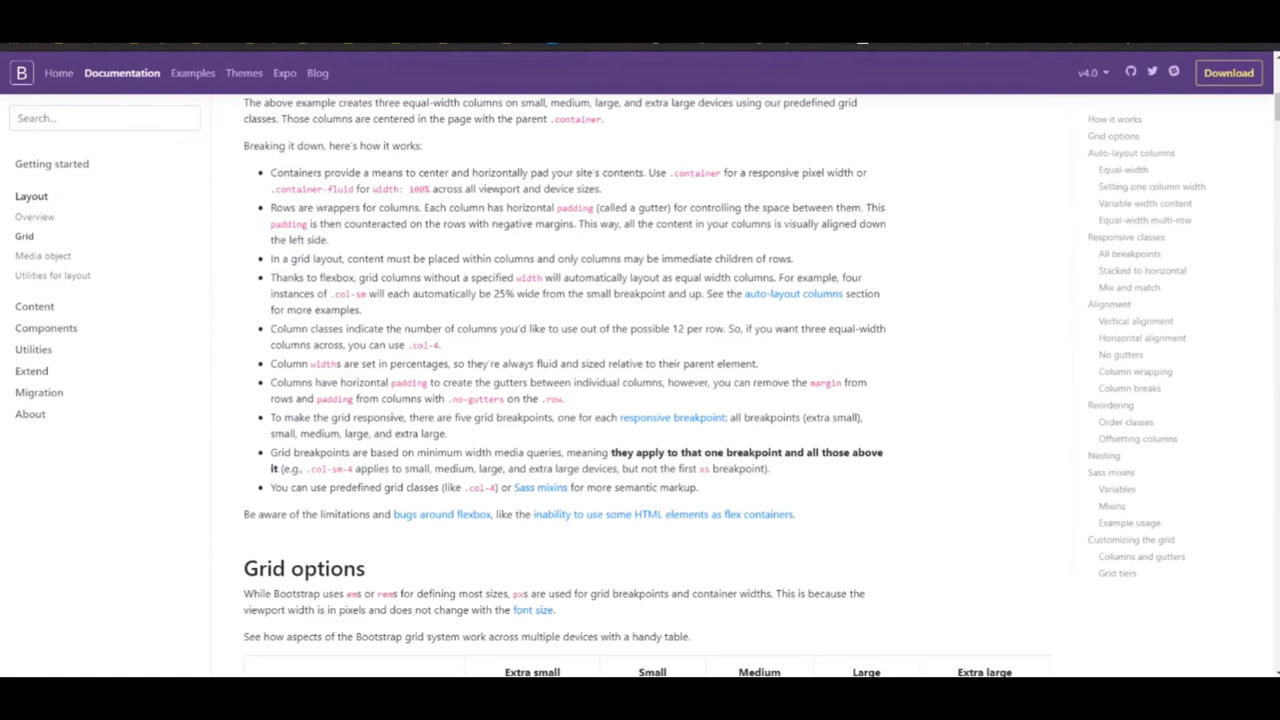 B Home Documentation Examples Themes Expo Blog v4.0 Download
Search...
Getting started
Layout
Overview
Grid
Media object
Utilities for layout
Content
Components
Utilities
Extend
Migration
About
The above example creates three equal-width columns on small, medium, large, and extra large devices using our predefined grid
classes. Those columns are centered in the page with the parent .container.
Breaking it down, here's how it works:
• Containers provide a means to center and horizontally pad your site's contents. Use .container for a responsive pixel width or
.container-fluid for width: 100% across all viewport and device sizes.
• Rows are wrappers for columns. Each column has horizontal padding (called a gutter) for controlling the space between them. This
padding is then counteracted on the rows with negative margins. This way, all the content in your columns is visually aligned down
the left side.
• In a grid layout, content must be placed within columns and only columns may be immediate children of rows.
• Thanks to flexbox, grid columns without a specified width will automatically layout as equal width columns. For example, four
instances of .col-sm will each automatically be 25% wide from the small breakpoint and up. See the auto-layout columns section
for more examples.
• Column classes indicate the number of columns you'd like to use out of the possible 12 per row. So, if you want three equal-width
columns across, you can use .col-4.
• Column widths are set in percentages, so they're always fluid and sized relative to their parent element.
• Columns have horizontal padding to create the gutters between individual columns, however, you can remove the margin from
rows and padding from columns with .no-gutters on the .row.
• To make the grid responsive, there are five grid breakpoints, one for each responsive breakpoint: all breakpoints (extra small),
small, medium, large, and extra large.
• Grid breakpoints are based on minimum width media queries, meaning they apply to that one breakpoint and all those above
it (e.g., .col-sm-4 applies to small, medium, large, and extra large devices, but not the first xs breakpoint).
• You can use predefined grid classes (like .col-4) or Sass mixins for more semantic markup.
Be aware of the limitations and bugs around flexbox, like the inability to use some HTML elements as flex containers.
Grid options
While Bootstrap uses ems or rems for defining most sizes, pxs are used for grid breakpoints and container widths. This is because the
viewport width is in pixels and does not change with the font size.
See how aspects of the Bootstrap grid system work across multiple devices with a handy table.
Extra small Small Medium Large Extra large
How it works
Grid options
Auto-layout columns
Equal-width
Setting one column width
Variable width content
Equal-width multi-row
Responsive classes
All breakpoints
Stacked to horizontal
Mix and match
Alignment
Vertical alignment
Horizontal alignment
No gutters
Column wrapping
Column breaks
Reordering
Order classes
Offsetting columns
Nesting
Sass mixins
Variables
Mixins
Example usage
Customizing the grid
Columns and gutters
Grid tiers